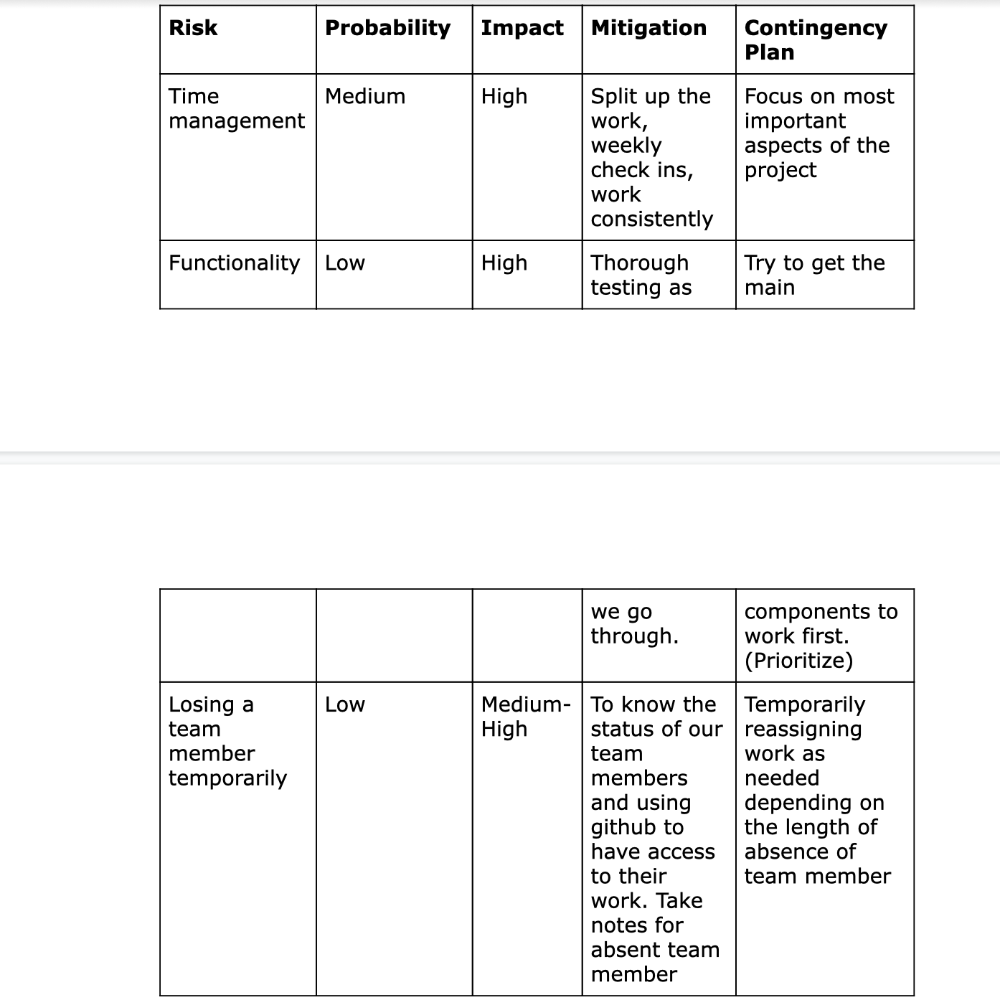 Risk
Probability
Impact
Mitigation
Contingency
Plan
Time
management
Medium
High
Split up the
work,
weekly
check ins,
work
consistently
Focus on most
important
aspects of the
project
Functionality
Low
High
Thorough
testing as
Try to get the
main
we go
through.
components to
work first.
(Prioritize)
Losing a
team
member
temporarily
Low
Medium-
High
To know the
status of our
team
members
and using
github to
have access
to their
work. Take
notes for
absent team
member
Temporarily
reassigning
work as
needed
depending on
the length of
absence of
team member